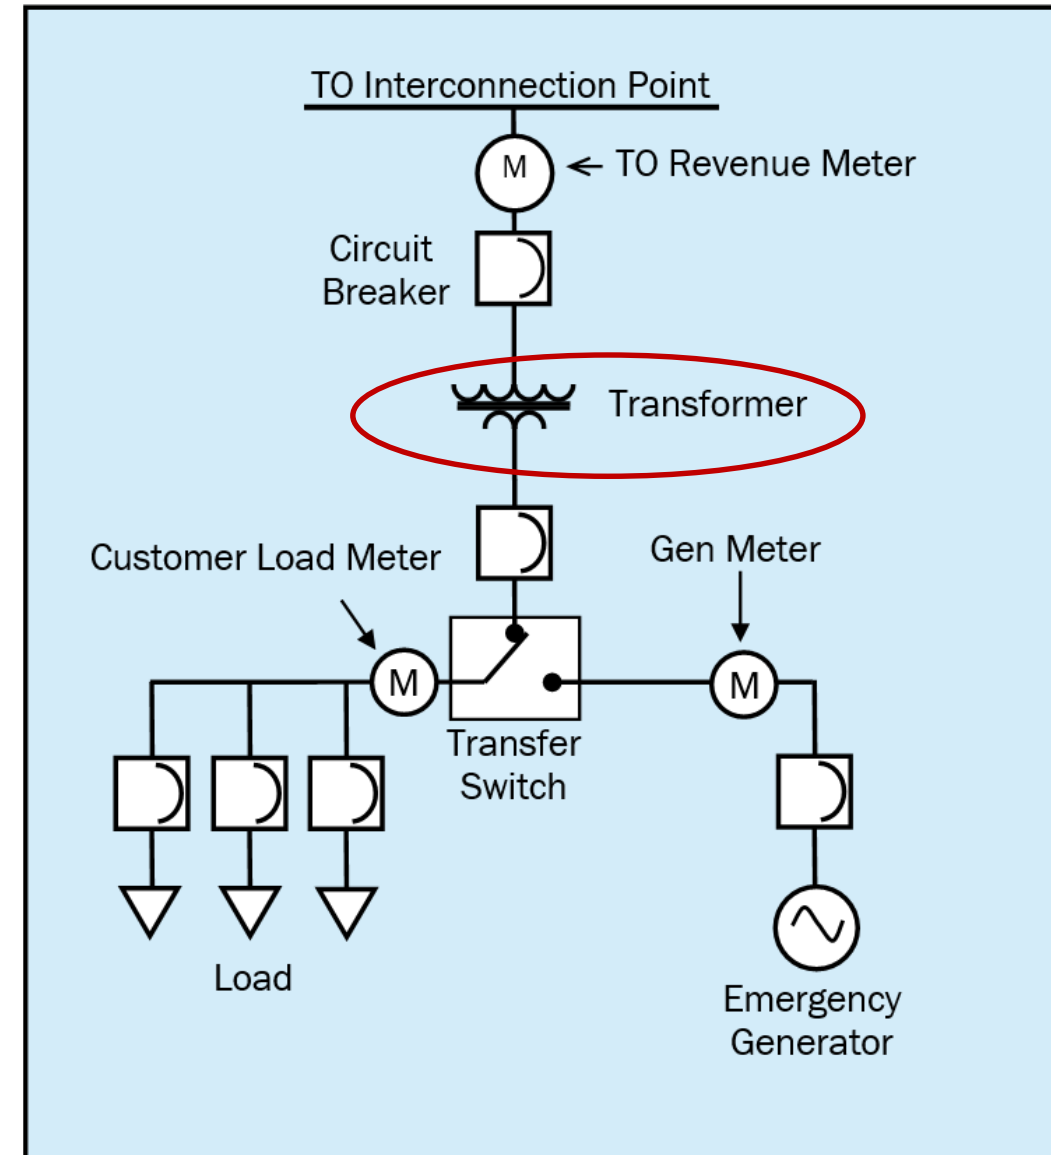 TO Interconnection Point
M
TO Revenue Meter
Circuit
Breaker
Transformer
Customer Load Meter
Gen Meter
M
M
Transfer
Switch
Load
Emergency
Generator